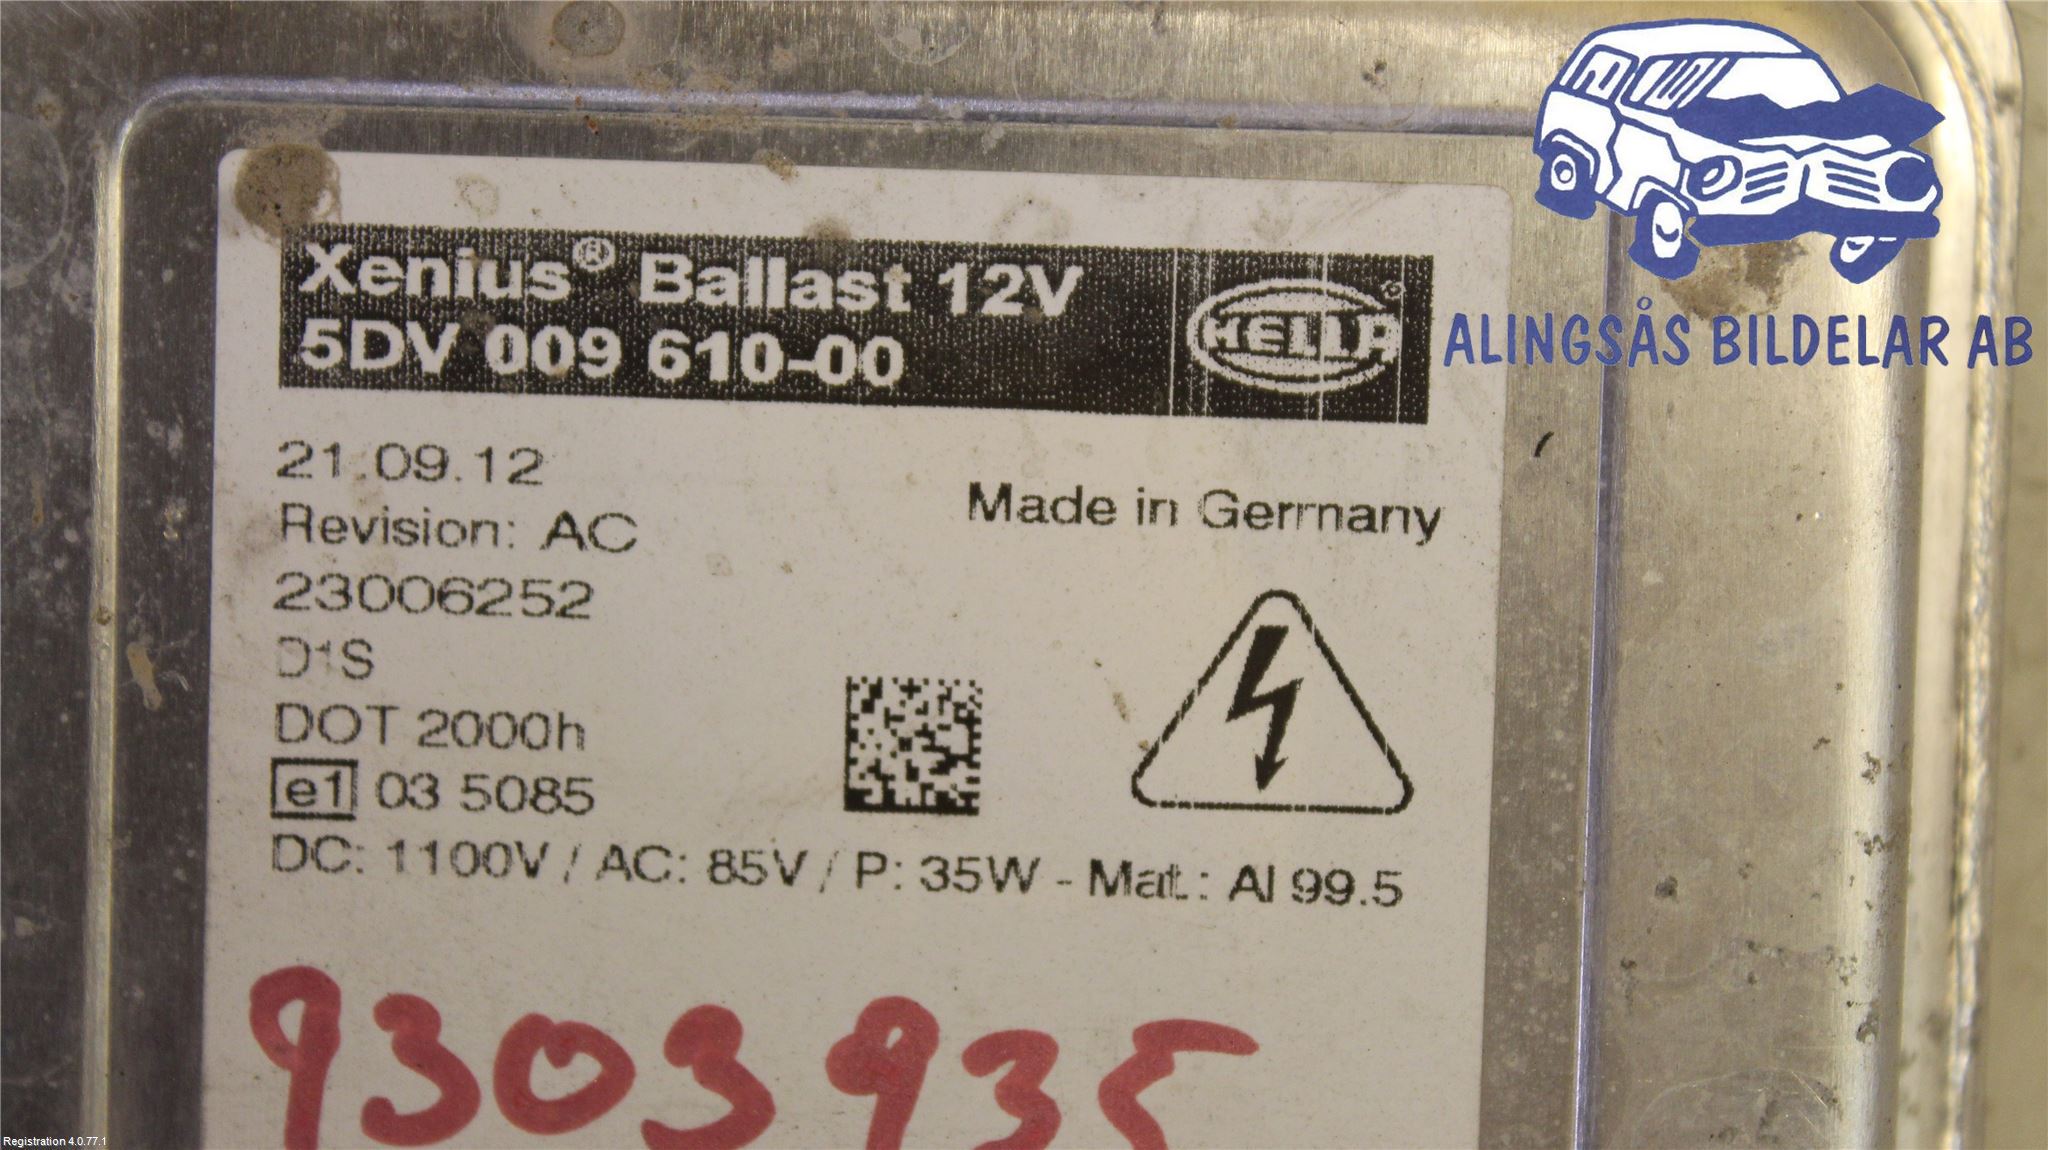 Xenius® Ballast 12V
5DV 009 610-00
HELLA
ALINGSÅS BILDELAR AB
21.09.12
Revision: AC
Made in Germany
23006252
D1S
DOT 2000h
e1 03 5085
DC: 1100V / AC: 85V / P: 35W - Mat.: Al 99.5
9303935
Registration 4.0.77.1